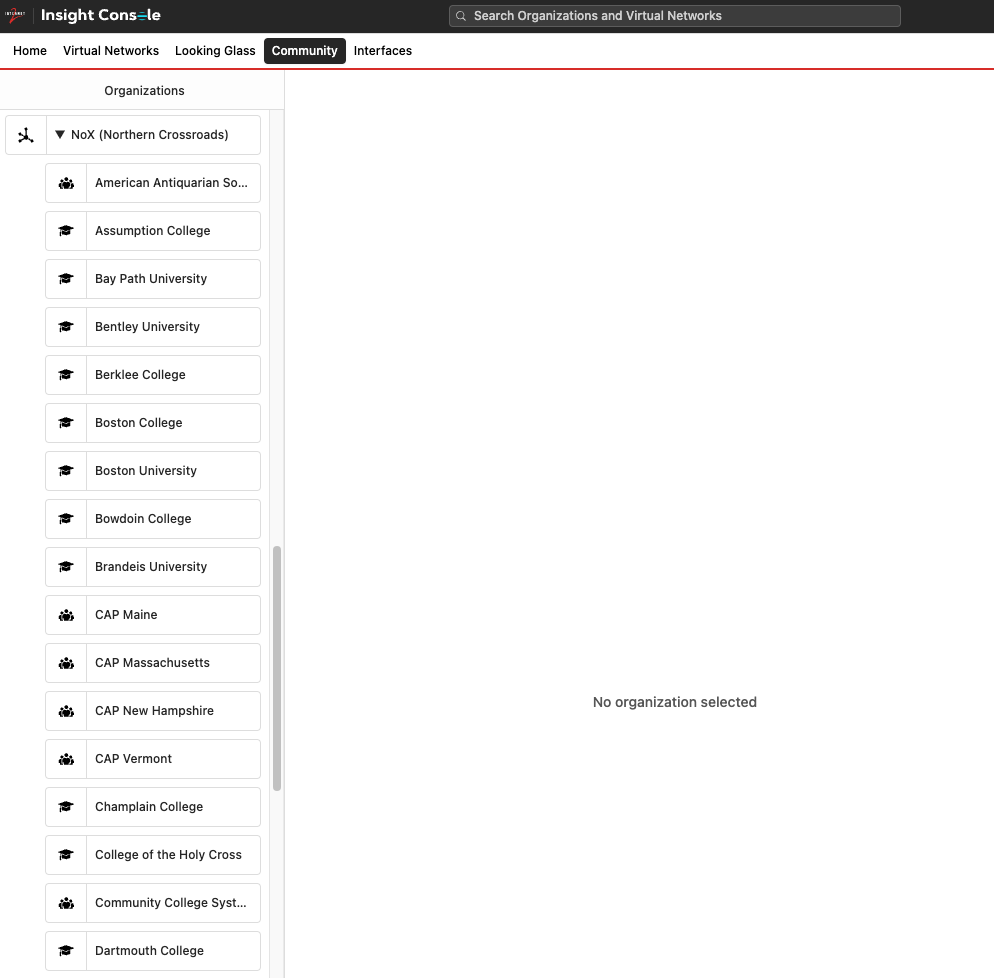 INTERNET
Insight Console
Search Organizations and Virtual Networks
Home Virtual Networks Looking Glass Community Interfaces
Organizations
NoX (Northern Crossroads)
American Antiquarian So...
Assumption College
Bay Path University
Bentley University
Berklee College
Boston College
Boston University
Bowdoin College
Brandeis University
CAP Maine
CAP Massachusetts
CAP New Hampshire
CAP Vermont
Champlain College
College of the Holy Cross
Community College Syst...
Dartmouth College
No organization selected